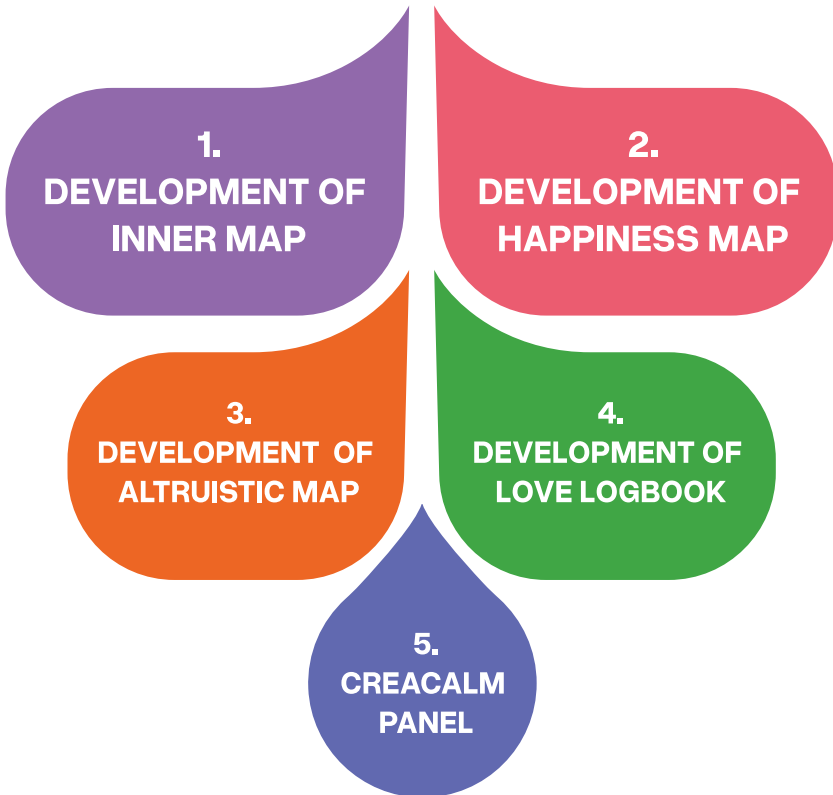 1.
DEVELOPMENT OF
INNER MAP
2.
DEVELOPMENT OF
HAPPINESS MAP
3.
DEVELOPMENT OF
ALTRUISTIC MAP
4.
DEVELOPMENT OF
LOVE LOGBOOK
5.
CREACALM
PANEL